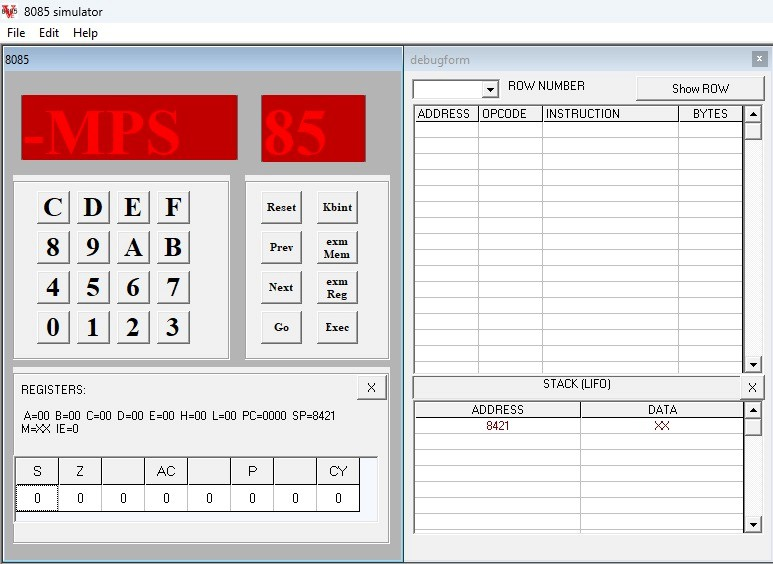 8085 simulator
File Edit Help
8085
-MPS 85
C D E F
8 9 A B
4 5 6 7
0 1 2 3
Reset Kbint
Prev exm Mem
Next exm Reg
Go Exec
REGISTERS: X
A=00 B=00 C=00 D=00 E=00 H=00 L=00 PC=0000 SP=8421
M=XX IE=0
S Z AC P CY
0 0 0 0 0 0 0 0
debugform x
ROW NUMBER Show ROW
ADDRESS OPCODE INSTRUCTION BYTES
STACK (LIFO) X
ADDRESS DATA
8421 XX